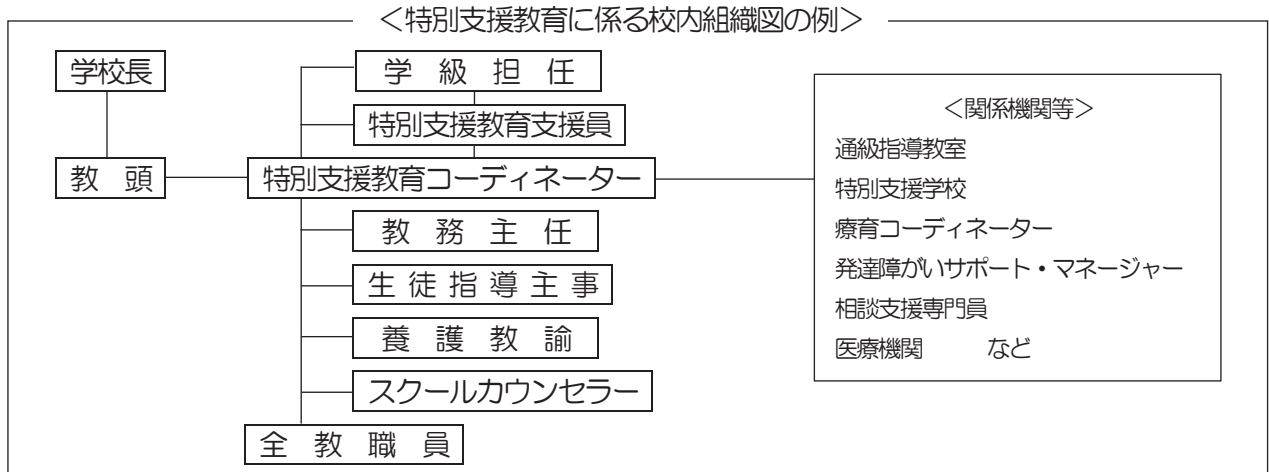 ＜特別支援教育に係る校内組織図の例＞
学校長
教頭
学級担任
特別支援教育支援員
特別支援教育コーディネーター
教務主任
生徒指導主事
養護教諭
スクールカウンセラー
全教職員
＜関係機関等＞
通級指導教室
特別支援学校
療育コーディネーター
発達障がいサポート・マネージャー
相談支援専門員
医療機関　　など